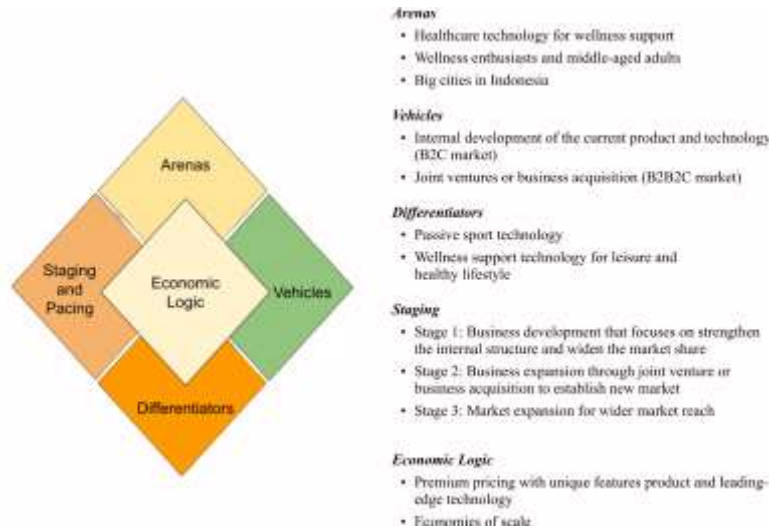 Arenas
Staging
and
Pacing
Economic
Logic
Vehicles
Differentiators
Arenas
• Healthcare technology for wellness support
• Wellness enthusiasts and middle-aged adults
• Big cities in Indonesia
Vehicles
• Internal development of the current product and technology
(B2C market)
• Joint ventures or business acquisition (B2B2C market)
Differentiators
• Passive sport technology
• Wellness support technology for leisure and
healthy lifestyle
Staging
• Stage 1: Business development that focuses on strengthen
the internal structure and widen the market share
• Stage 2: Business expansion through joint venture or
business acquisition to establish new market
• Stage 3: Market expansion for wider market reach
Economic Logic
• Premium pricing with unique features product and leading-
edge technology
• Economies of scale